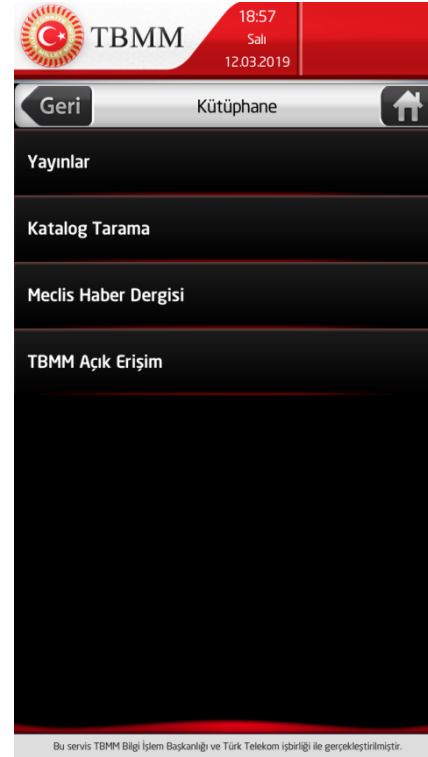 TBMM
18:57
Salı
12.03.2019
Geri
Kütüphane
Yayınlar
Katalog Tarama
Meclis Haber Dergisi
TBMM Açık Erişim
Bu servis TBMM Bilgi İşlem Başkanlığı ve Türk Telekom işbirliği ile gerçekleştirilmiştir.